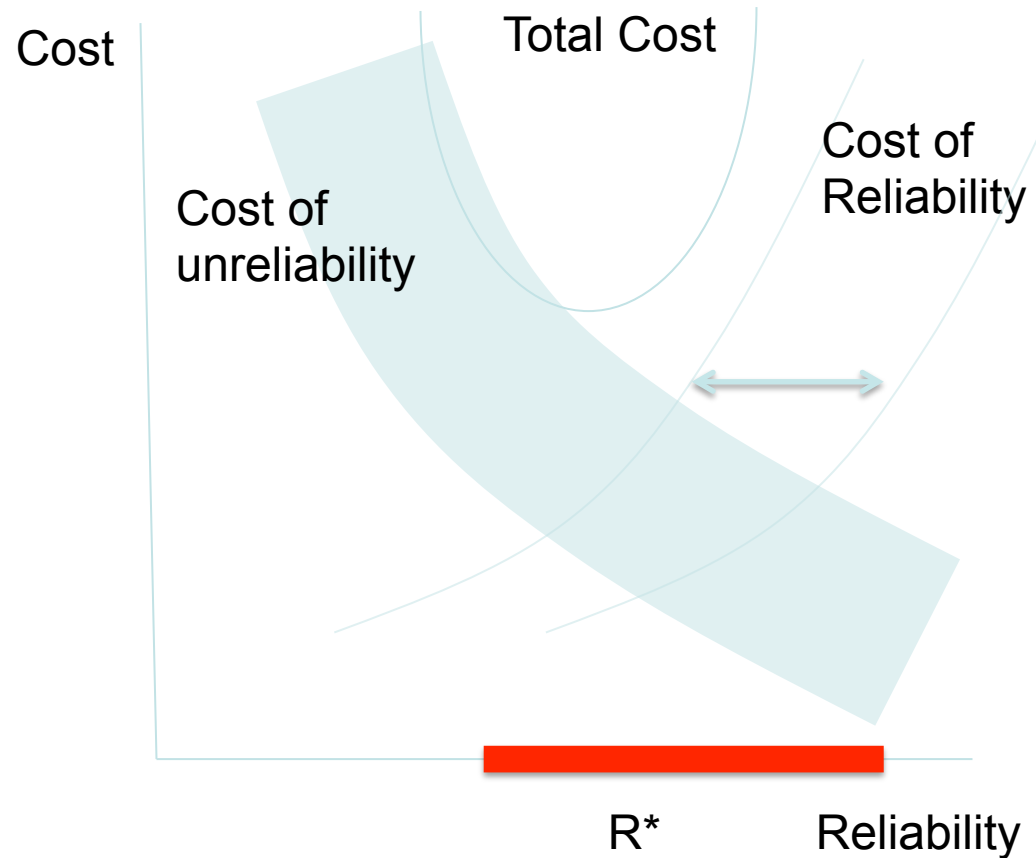 Cost
Total Cost
Cost of
Reliability
Cost of
unreliability
R*
Reliability